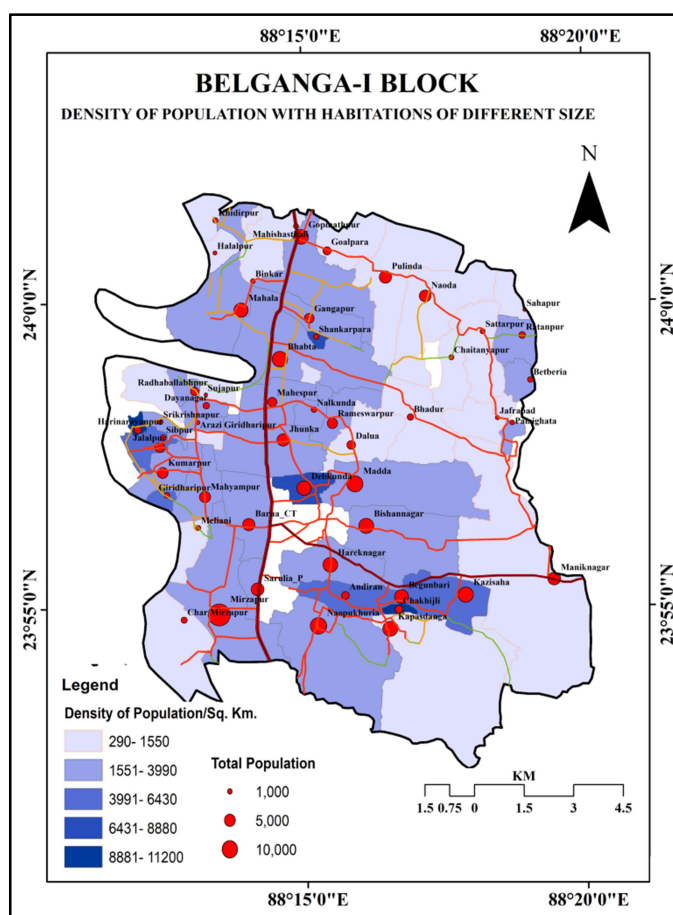 88°15'0"E 88°20'0"E
BELGANGA-I BLOCK
DENSITY OF POPULATION WITH HABITATIONS OF DIFFERENT SIZE
N
Khidirpur
Gopinathpur
Goalpara
Halalpur
Binkar
Pulinda
Mahala
Naoda
24°0'0"N 24°0'0"N
Sahapur
Gangapur
Shankarpara
Sattarpur
Ratanpur
Bhabta
Chaitanyapur
Betberia
Radhaballabhpur
Sujapur
Dayanagar
Mahespur
Nalkunda
Rameswarpur
Bhadur
Jafrabad
Panighata
Harinarayanpur
Srikrishnapur
Arazi Giridharipur
Sibpur
Jalalpur
Jhunka
Dalua
Kumarpur
Debkunda
Madda
Giridharipur
Mahyampur
Meliani
Barua_CT
Bishannagar
Hareknagar
Maniknagar
Sarulia_P
Andiran
Begunbari
Kazisaha
Mirzapur
Chakhijli
Char Mirzapur
Naopukuria
Kapasdanga
23°55'0"N 23°55'0"N
Legend
Density of Population/Sq. Km.
290- 1550
1551- 3990
3991- 6430
6431- 8880
8881- 11200
Total Population
1,000
5,000
10,000
KM
1.5 0.75 0 1.5 3 4.5
88°15'0"E 88°20'0"E